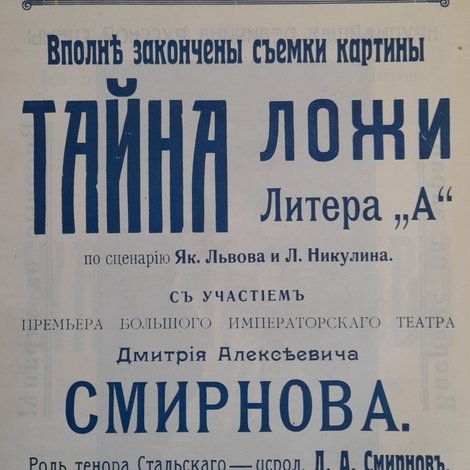 Вполнѣ закончены съемки картины
ТАЙНА ЛОЖИ
Литера „А“
по сценарію Як. Львова и Л. Никулина.
СЪ УЧАСТІЕМЪ
ПРЕМЬЕРА БОЛЬШОГО ИМПЕРАТОРСКАГО ТЕАТРА
Дмитрія Алексѣевича
СМИРНОВА.
Роль тенора Стальскаго — исрол. Д. А. Смирновъ.